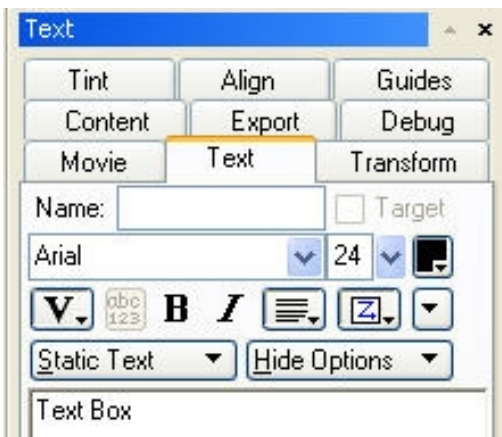 Text
Tint Align Guides
Content Export Debug
Movie Text Transform
Name: Target
Arial 24
V. abc 123 B I Z
Static Text Hide Options
Text Box